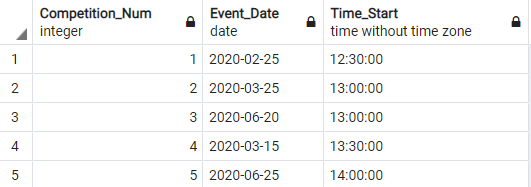 Competition_Num Event_Date Time_Start
integer date time without time zone
1 1 2020-02-25 12:30:00
2 2 2020-03-25 13:00:00
3 3 2020-06-20 13:00:00
4 4 2020-03-15 13:30:00
5 5 2020-06-25 14:00:00